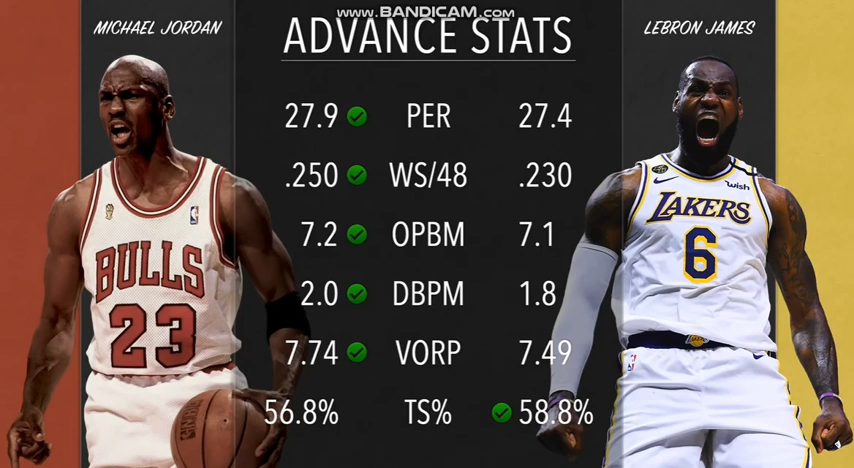 www.BANDICAM.com
MICHAEL JORDAN
ADVANCE STATS
LEBRON JAMES
27.9 PER 27.4
.250 WS/48 .230
7.2 OPBM 7.1
2.0 DBPM 1.8
7.74 VORP 7.49
56.8% TS% 58.8%
BULLS
23
wish
LAKERS
6